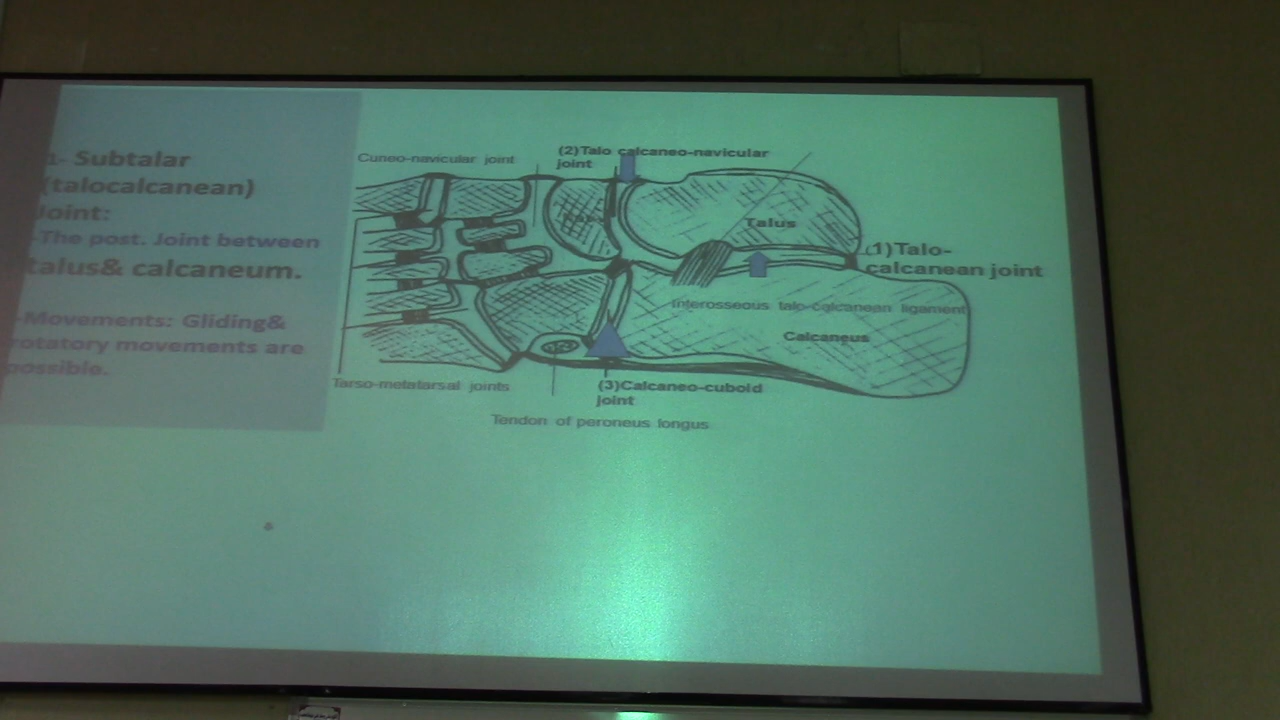 1- Subtalar
(talocalcanean)
Joint:
-The post. Joint between
talus& calcaneum.
-Movements: Gliding&
rotatory movements are
possible.
Cuneo-navicular joint
(2)Talo calcaneo-navicular
joint
Talus
(1)Talo-
calcanean joint
Interosseous talo-calcanean ligament
Calcaneus
Tarso-metatarsal joints
(3)Calcaneo-cuboid
joint
Tendon of peroneus longus